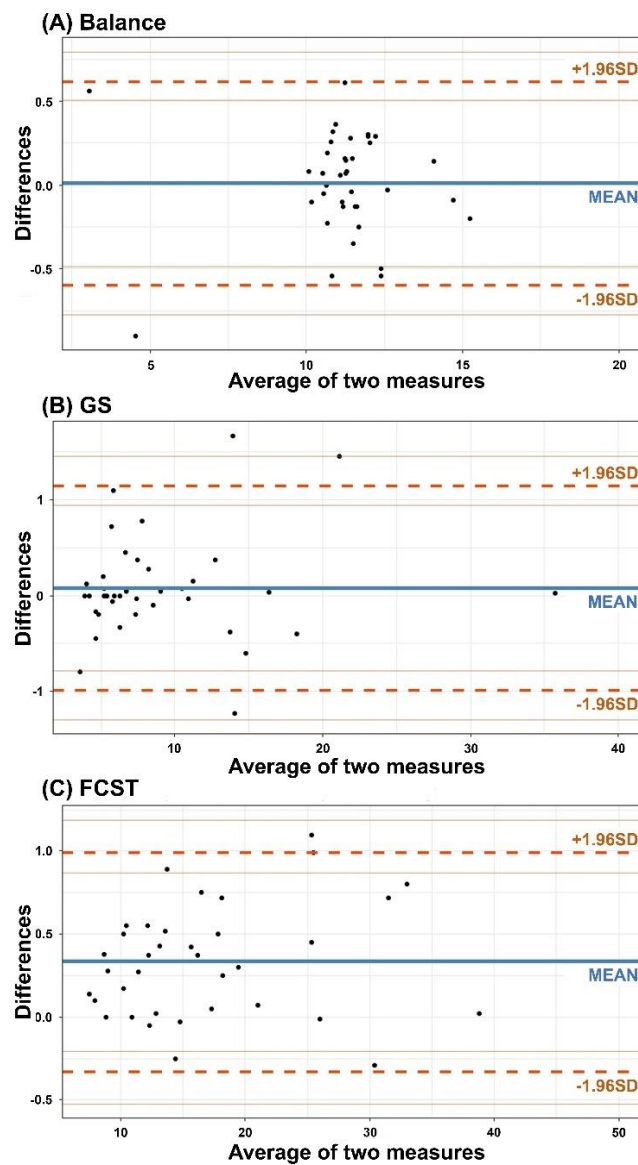 (A) Balance
+1.96SD
0.5
0.0
MEAN
-0.5
-1.96SD
Differences
5
10
15
20
Average of two measures
(B) GS
+1.96SD
1
0
MEAN
-1
-1.96SD
Differences
10
20
30
40
Average of two measures
(C) FCST
+1.96SD
1.0
0.5
MEAN
0.0
-1.96SD
-0.5
Differences
10
20
30
40
50
Average of two measures